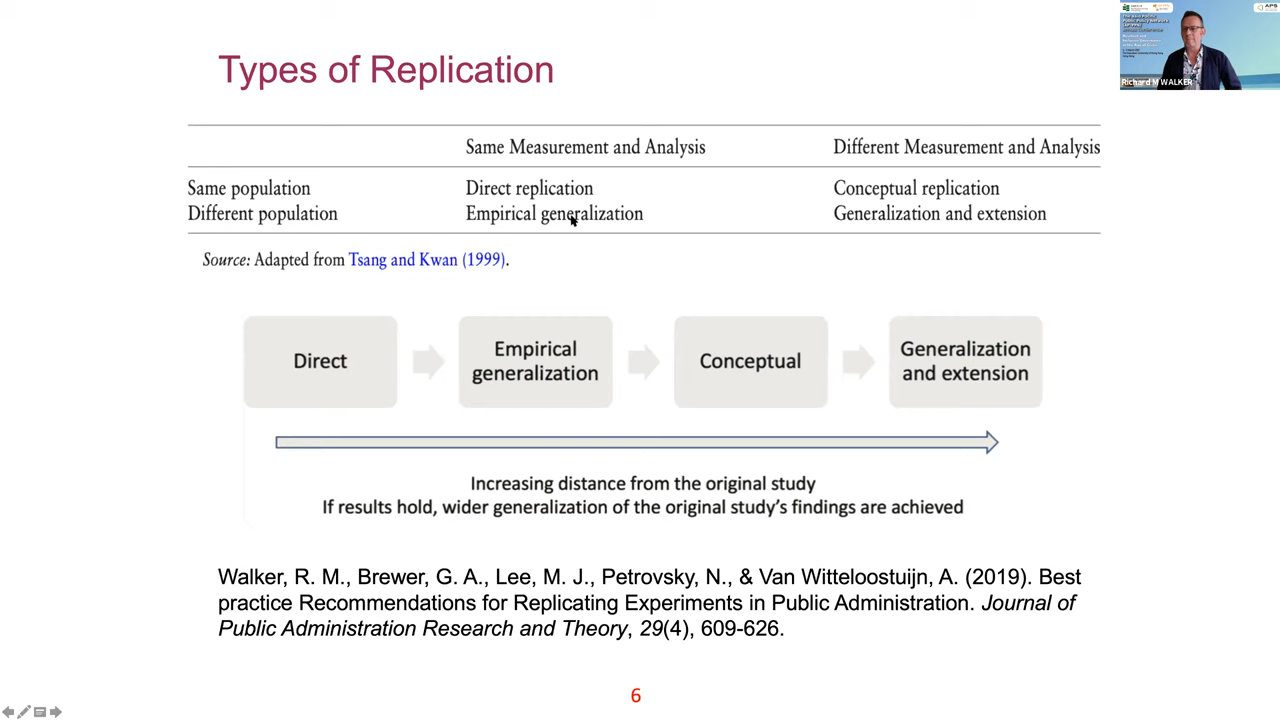 Types of Replication
Same Measurement and Analysis Different Measurement and Analysis
Same population Direct replication Conceptual replication
Different population Empirical generalization Generalization and extension
Source: Adapted from Tsang and Kwan (1999).
Direct
Empirical
generalization
Conceptual
Generalization
and extension
Increasing distance from the original study
If results hold, wider generalization of the original study's findings are achieved
Walker, R. M., Brewer, G. A., Lee, M. J., Petrovsky, N., & Van Witteloostuijn, A. (2019). Best
practice Recommendations for Replicating Experiments in Public Administration. Journal of
Public Administration Research and Theory, 29(4), 609-626.
6
APS
Richard M WALKER